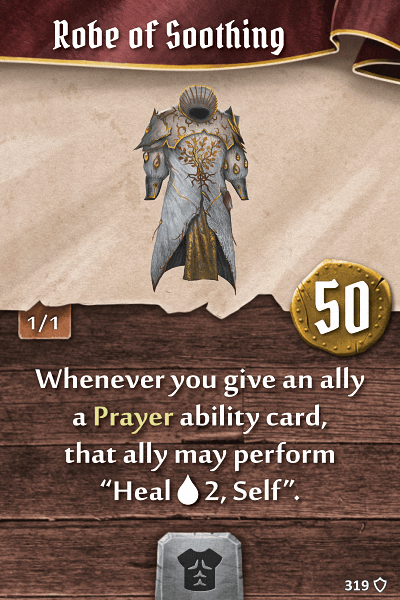 Robe of Soothing
1/1
50
Whenever you give an ally
a Prayer ability card,
that ally may perform
“Heal 2, Self”.
319